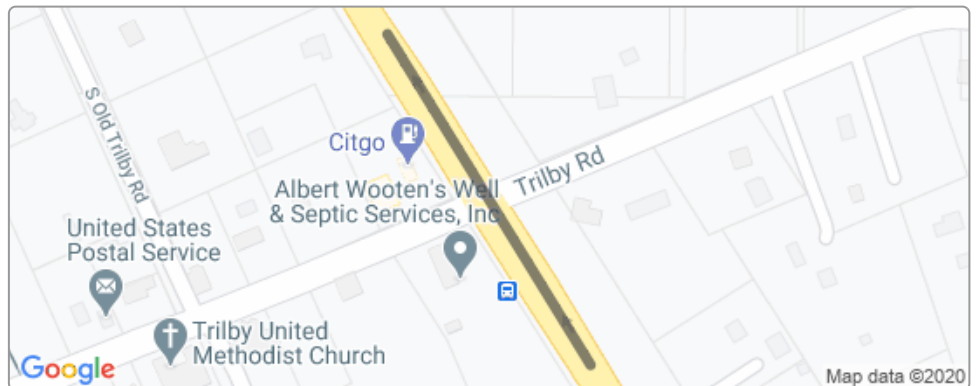 S Old Trilby Rd
Citgo
Trilby Rd
Albert Wooten's Well
& Septic Services, Inc
United States
Postal Service
Trilby United
Methodist Church
Google
Map data ©2020